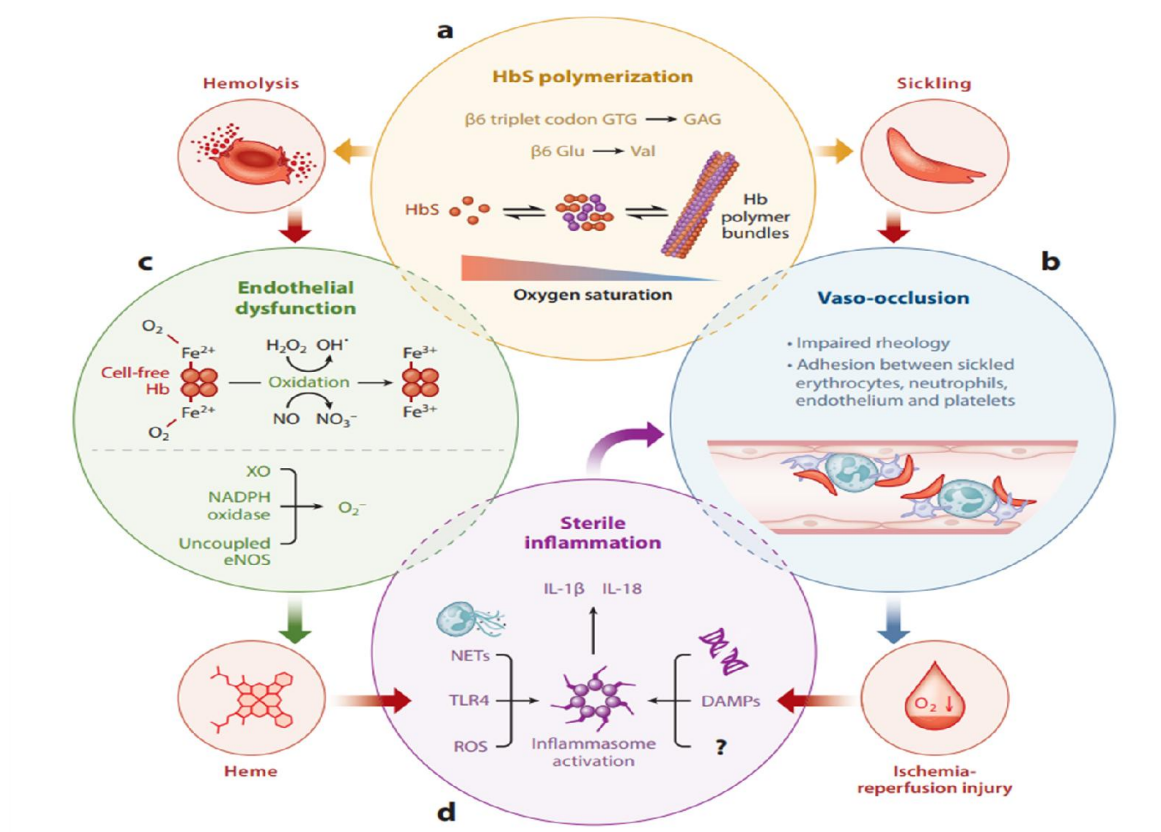 a
HbS polymerization
β6 triplet codon GTG → GAG
β6 Glu → Val
HbS
Hb
polymer
bundles
Oxygen saturation
Hemolysis
Sickling
c
Endothelial
dysfunction
O₂
Fe²⁺
Cell-free
Hb
Fe²⁺
O₂
H₂O₂ OH˙
Oxidation
NO NO₃⁻
Fe³⁺
Fe³⁺
XO
NADPH
oxidase
Uncoupled
eNOS
O₂⁻
b
Vaso-occlusion
• Impaired rheology
• Adhesion between sickled
erythrocytes, neutrophils,
endothelium and platelets
Sterile
inflammation
IL-1β IL-18
NETs
TLR4
ROS
Inflammasome
activation
DAMPs
?
d
Heme
O₂ ↓
Ischemia-
reperfusion injury